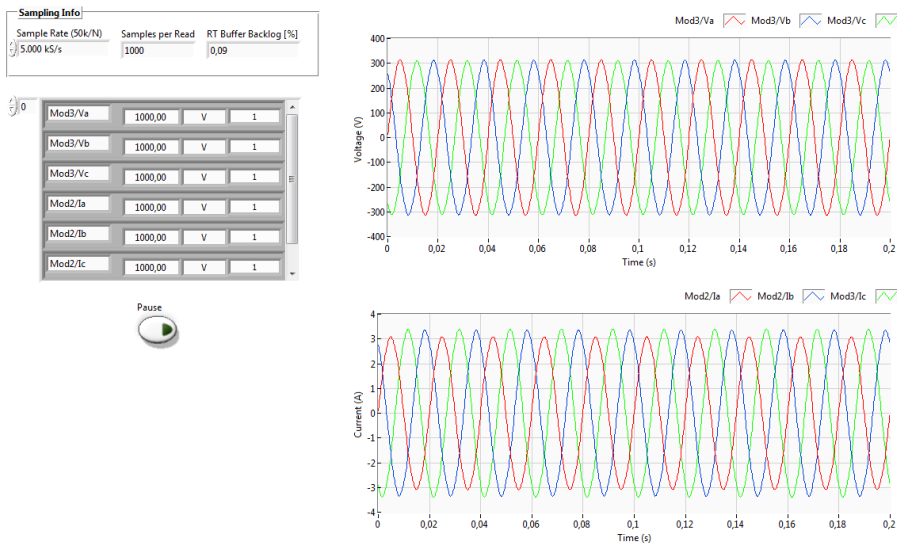 Sampling Info
Sample Rate (50k/N) Samples per Read RT Buffer Backlog [%]
5.000 kS/s 1000 0,09
0
Mod3/Va 1000,00 V 1
Mod3/Vb 1000,00 V 1
Mod3/Vc 1000,00 V 1
Mod2/Ia 1000,00 V 1
Mod2/Ib 1000,00 V 1
Mod2/Ic 1000,00 V 1
Pause
Mod3/Va Mod3/Vb Mod3/Vc
400
300
200
100
0
-100
-200
-300
-400
Voltage (V)
0 0,02 0,04 0,06 0,08 0,1 0,12 0,14 0,16 0,18 0,2
Time (s)
Mod2/Ia Mod2/Ib Mod3/Ic
4
3
2
1
0
-1
-2
-3
-4
Current (A)
0 0,02 0,04 0,06 0,08 0,1 0,12 0,14 0,16 0,18 0,2
Time (s)